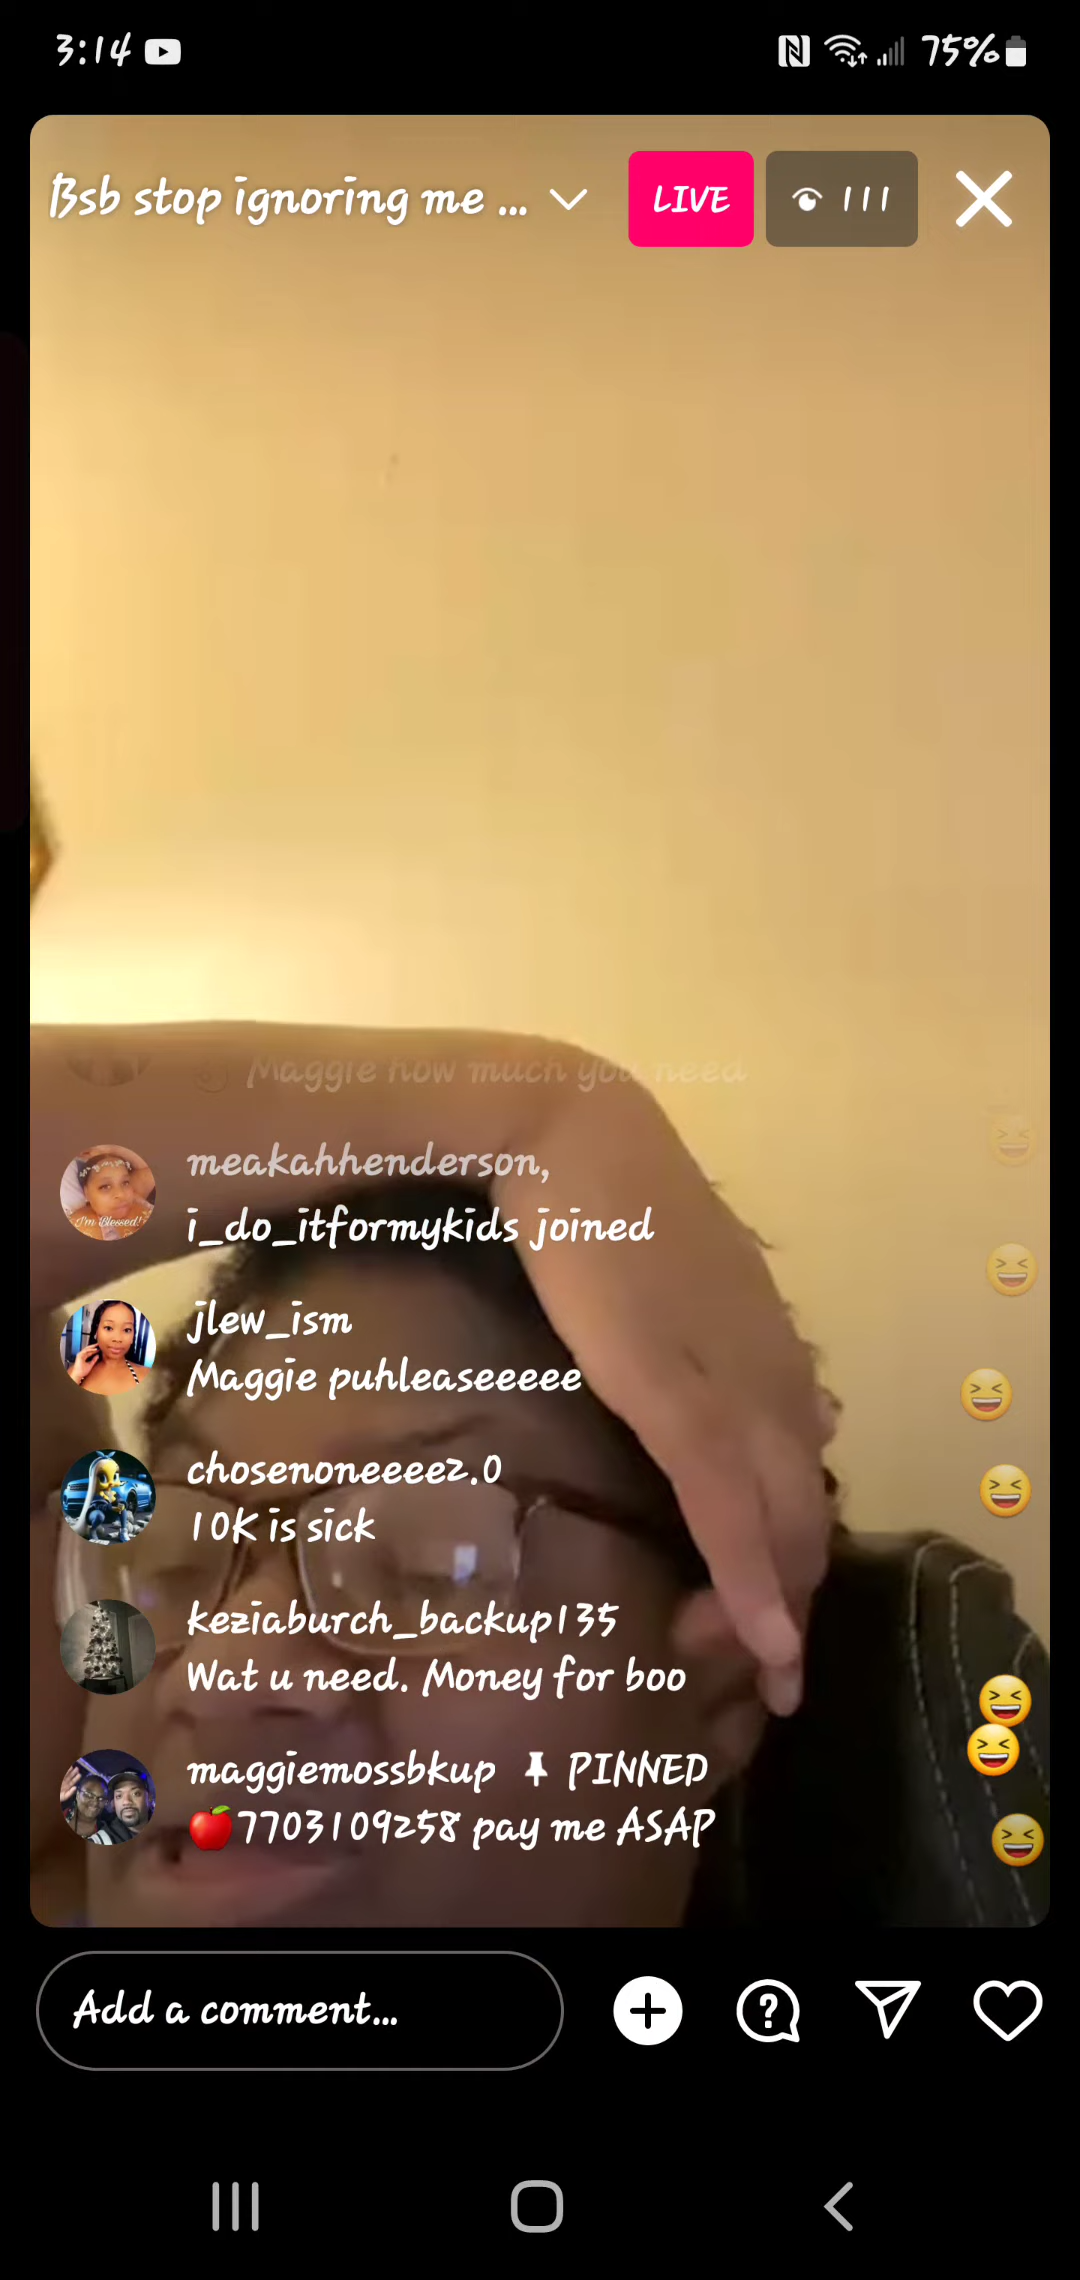 3:14
75%
Bsb stop ignoring me ...
LIVE
111
Maggie how much you need
meakahhenderson,
i_do_itformykids joined
jlew_ism
Maggie puhleaseeeee
chosenoneeee2.0
10K is sick
keziaburch_backup135
Wat u need. Money for boo
maggiemossbkup 📌 PINNED
🍎7703109258 pay me ASAP
I'm Blessed!
Add a comment...